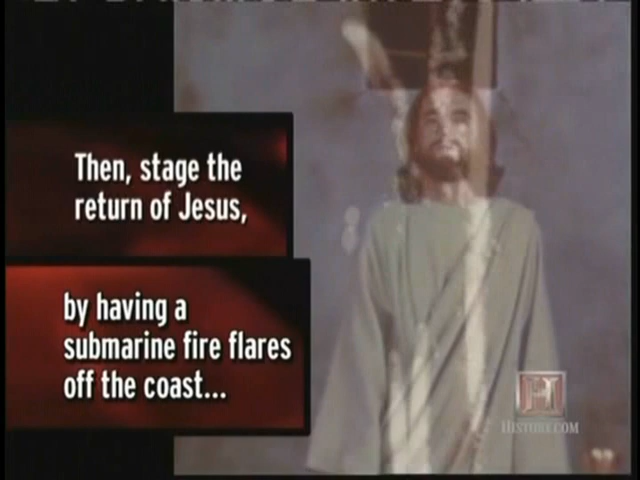 Then, stage the
return of Jesus,
by having a
submarine fire flares
off the coast...
H
HISTORY.COM